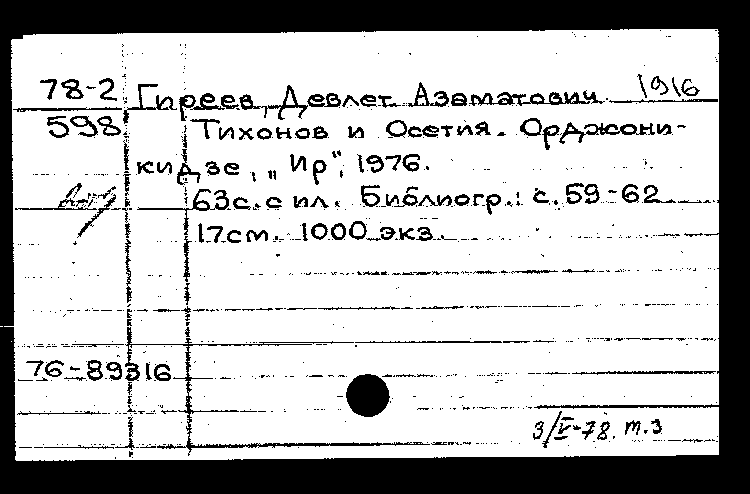 78-2 Гиреев, Девлет Азаматович 1916
598 Тихонов и Осетия. Орджони-
кидзе, „Ир", 1976.
63с. с ил. Библиогр.: с. 59-62
17см. 1000 экз.
76-89316
3/V-78. т.3